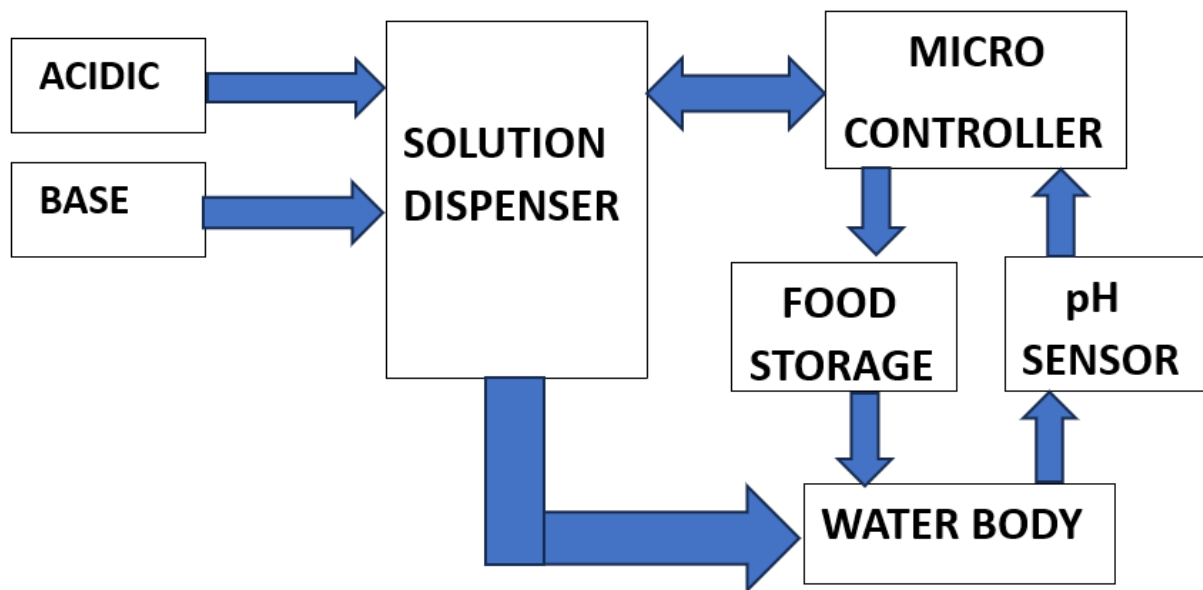 ACIDIC
BASE
SOLUTION
DISPENSER
MICRO
CONTROLLER
FOOD
STORAGE
pH
SENSOR
WATER BODY